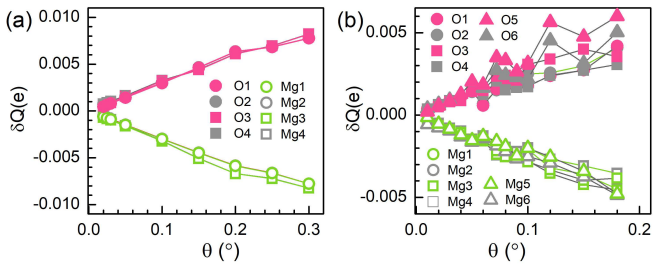 (a)
0.010
0.005
0.000
-0.005
-0.010
δQ(e)
O1
O2
O3
O4
Mg1
Mg2
Mg3
Mg4
0.0 0.1 0.2 0.3
θ (°)
(b)
0.005
0.000
-0.005
δQ(e)
O1 O5
O2 O6
O3
O4
Mg1
Mg2
Mg3 Mg5
Mg4 Mg6
0.0 0.1 0.2
θ (°)